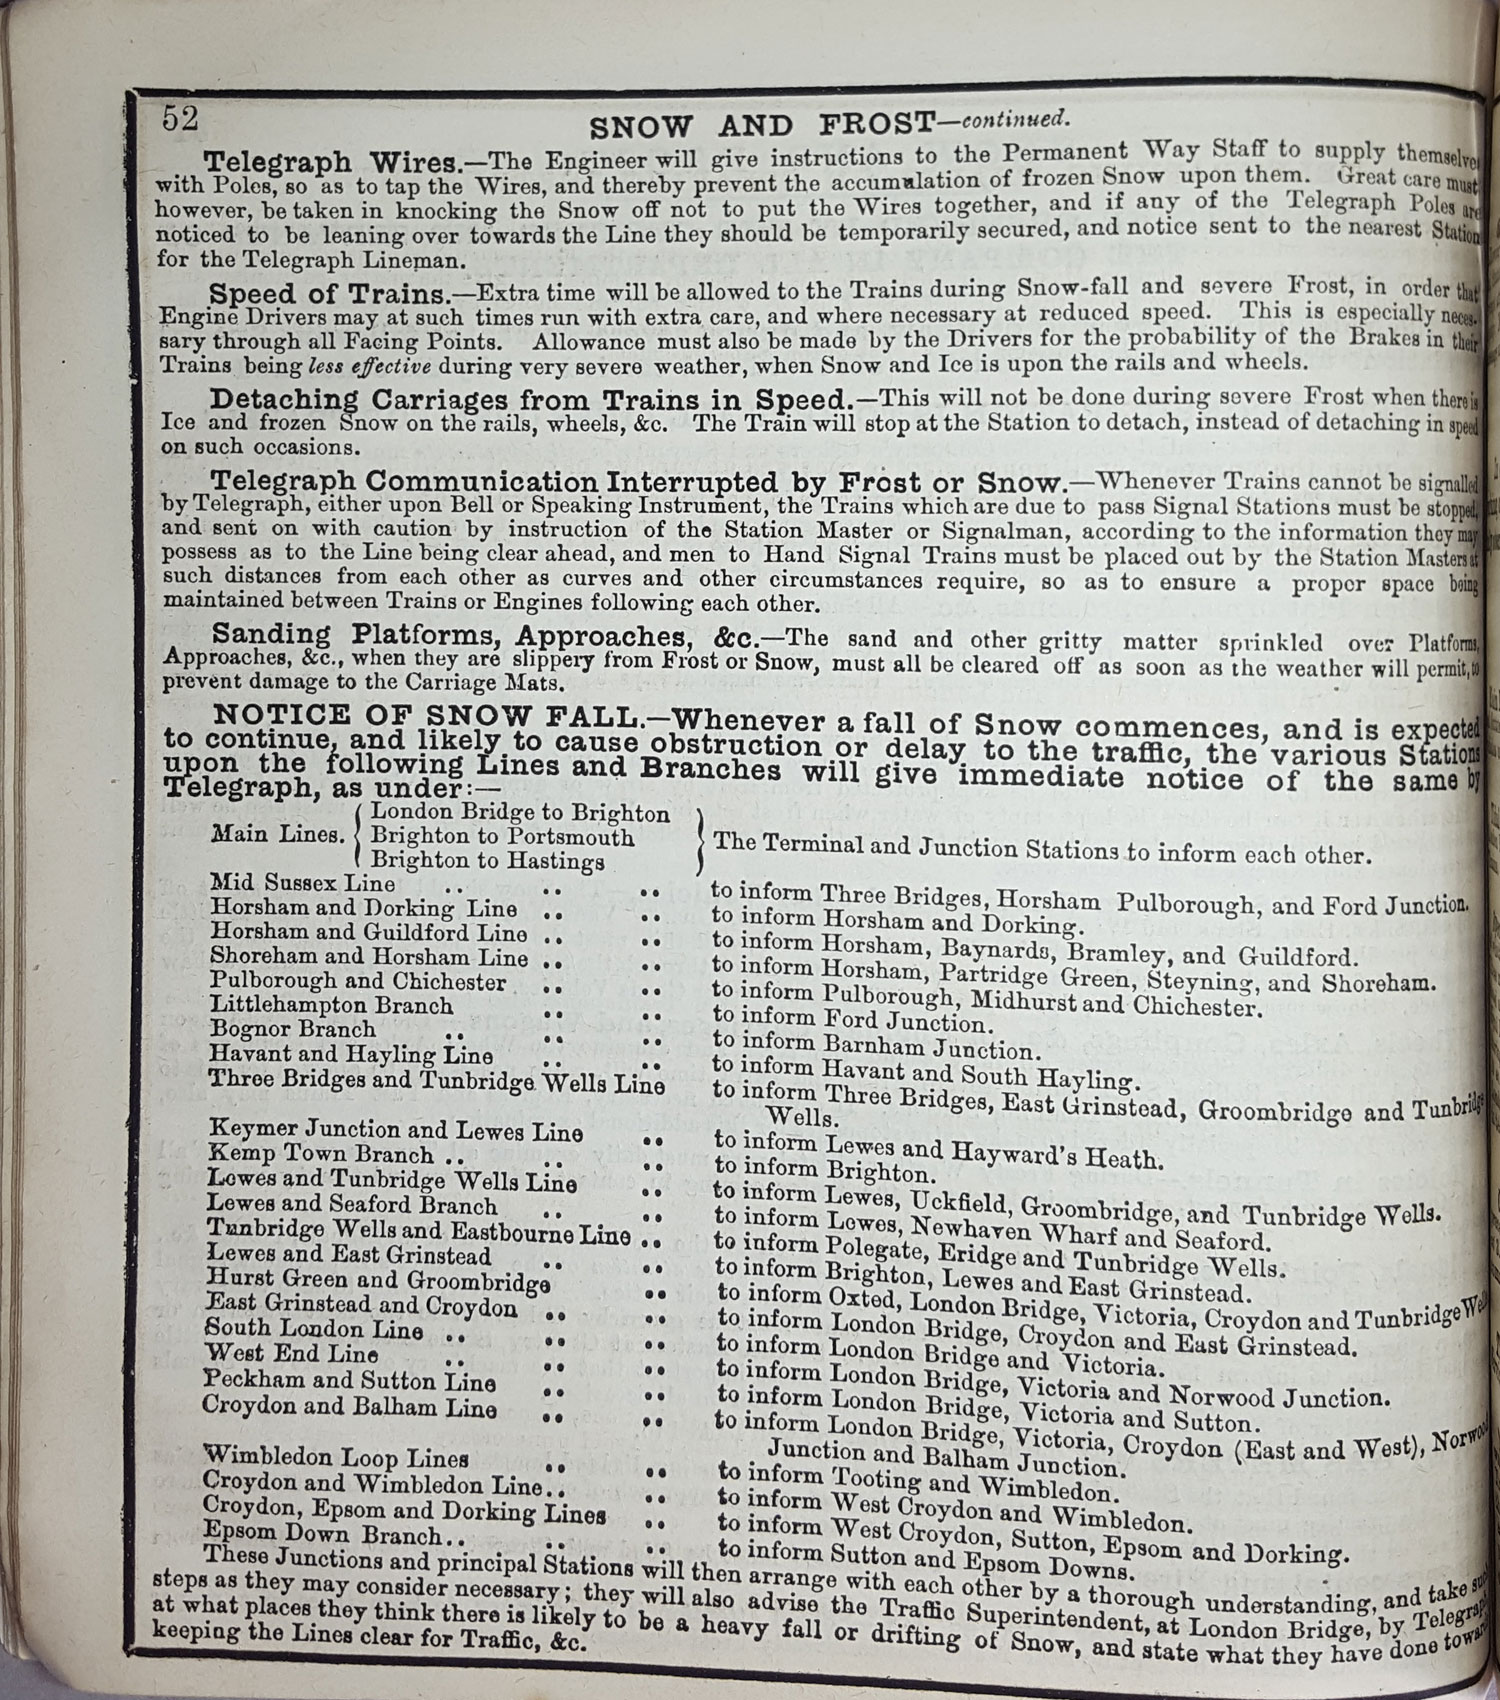 52
SNOW AND FROST—continued.
Telegraph Wires.—The Engineer will give instructions to the Permanent Way Staff to supply themselves
with Poles, so as to tap the Wires, and thereby prevent the accumulation of frozen Snow upon them. Great care must
however, be taken in knocking the Snow off not to put the Wires together, and if any of the Telegraph Poles are
noticed to be leaning over towards the Line they should be temporarily secured, and notice sent to the nearest Station
for the Telegraph Lineman.
Speed of Trains.—Extra time will be allowed to the Trains during Snow-fall and severe Frost, in order that
Engine Drivers may at such times run with extra care, and where necessary at reduced speed. This is especially neces-
sary through all Facing Points. Allowance must also be made by the Drivers for the probability of the Brakes in their
Trains being less effective during very severe weather, when Snow and Ice is upon the rails and wheels.
Detaching Carriages from Trains in Speed.—This will not be done during severe Frost when there is
Ice and frozen Snow on the rails, wheels, &c. The Train will stop at the Station to detach, instead of detaching in speed
on such occasions.
Telegraph Communication Interrupted by Frost or Snow.—Whenever Trains cannot be signalled
by Telegraph, either upon Bell or Speaking Instrument, the Trains which are due to pass Signal Stations must be stopped,
and sent on with caution by instruction of the Station Master or Signalman, according to the information they may
possess as to the Line being clear ahead, and men to Hand Signal Trains must be placed out by the Station Masters at
such distances from each other as curves and other circumstances require, so as to ensure a proper space being
maintained between Trains or Engines following each other.
Sanding Platforms, Approaches, &c.—The sand and other gritty matter sprinkled over Platforms,
Approaches, &c., when they are slippery from Frost or Snow, must all be cleared off as soon as the weather will permit, to
prevent damage to the Carriage Mats.
NOTICE OF SNOW FALL.—Whenever a fall of Snow commences, and is expected
to continue, and likely to cause obstruction or delay to the traffic, the various Stations
upon the following Lines and Branches will give immediate notice of the same by
Telegraph, as under:—
London Bridge to Brighton
Main Lines. Brighton to Portsmouth The Terminal and Junction Stations to inform each other.
Brighton to Hastings
Mid Sussex Line .. .. .. to inform Three Bridges, Horsham Pulborough, and Ford Junction.
Horsham and Dorking Line .. .. to inform Horsham and Dorking.
Horsham and Guildford Line .. .. to inform Horsham, Baynards, Bramley, and Guildford.
Shoreham and Horsham Line .. .. to inform Horsham, Partridge Green, Steyning, and Shoreham.
Pulborough and Chichester .. .. to inform Pulborough, Midhurst and Chichester.
Littlehampton Branch .. .. to inform Ford Junction.
Bognor Branch .. .. .. to inform Barnham Junction.
Havant and Hayling Line .. .. to inform Havant and South Hayling.
Three Bridges and Tunbridge Wells Line to inform Three Bridges, East Grinstead, Groombridge and Tunbridge
Wells.
Keymer Junction and Lewes Line .. to inform Lewes and Hayward's Heath.
Kemp Town Branch .. .. .. to inform Brighton.
Lewes and Tunbridge Wells Line .. to inform Lewes, Uckfield, Groombridge, and Tunbridge Wells.
Lewes and Seaford Branch .. .. to inform Lewes, Newhaven Wharf and Seaford.
Tunbridge Wells and Eastbourne Line .. to inform Polegate, Eridge and Tunbridge Wells.
Lewes and East Grinstead .. .. to inform Brighton, Lewes and East Grinstead.
Hurst Green and Groombridge .. to inform Oxted, London Bridge, Victoria, Croydon and Tunbridge Wells
East Grinstead and Croydon .. .. to inform London Bridge, Croydon and East Grinstead.
South London Line .. .. .. to inform London Bridge and Victoria.
West End Line .. .. .. to inform London Bridge, Victoria and Norwood Junction.
Peckham and Sutton Line .. .. to inform London Bridge, Victoria and Sutton.
Croydon and Balham Line .. .. to inform London Bridge, Victoria, Croydon (East and West), Norwood
Junction and Balham Junction.
Wimbledon Loop Lines .. .. to inform Tooting and Wimbledon.
Croydon and Wimbledon Line.. .. to inform West Croydon and Wimbledon.
Croydon, Epsom and Dorking Lines .. to inform West Croydon, Sutton, Epsom and Dorking.
Epsom Down Branch.. .. .. to inform Sutton and Epsom Downs.
These Junctions and principal Stations will then arrange with each other by a thorough understanding, and take such
steps as they may consider necessary; they will also advise the Traffic Superintendent, at London Bridge, by Telegraph
at what places they think there is likely to be a heavy fall or drifting of Snow, and state what they have done towards
keeping the Lines clear for Traffic, &c.